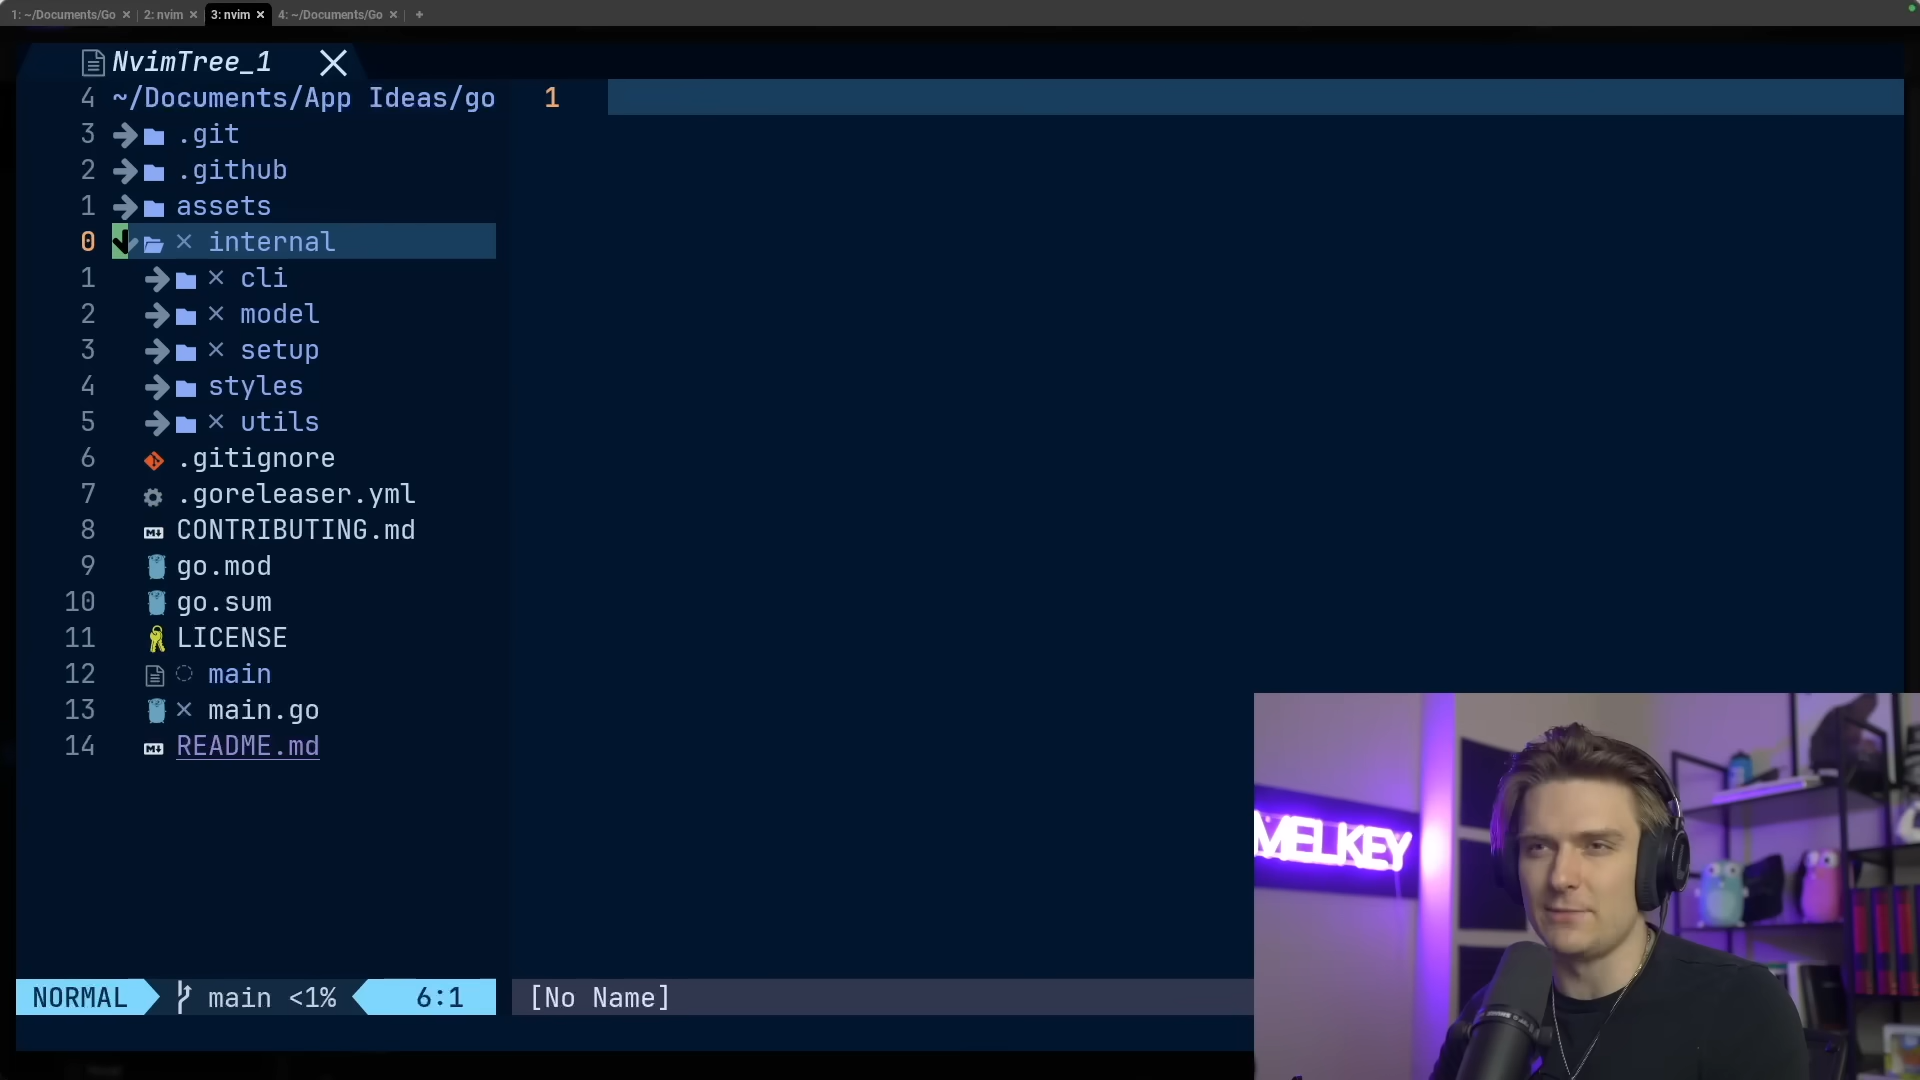 1: ~/Documents/Go × 2: nvim × 3: nvim × 4: ~/Documents/Go × +
NvimTree_1
4 ~/Documents/App Ideas/go
3 .git
2 .github
1 assets
0 × internal
1 × cli
2 × model
3 × setup
4 styles
5 × utils
6 .gitignore
7 .goreleaser.yml
8 CONTRIBUTING.md
9 go.mod
10 go.sum
11 LICENSE
12 main
13 × main.go
14 README.md
1
NORMAL main <1% 6:1
[No Name]
MELKEY